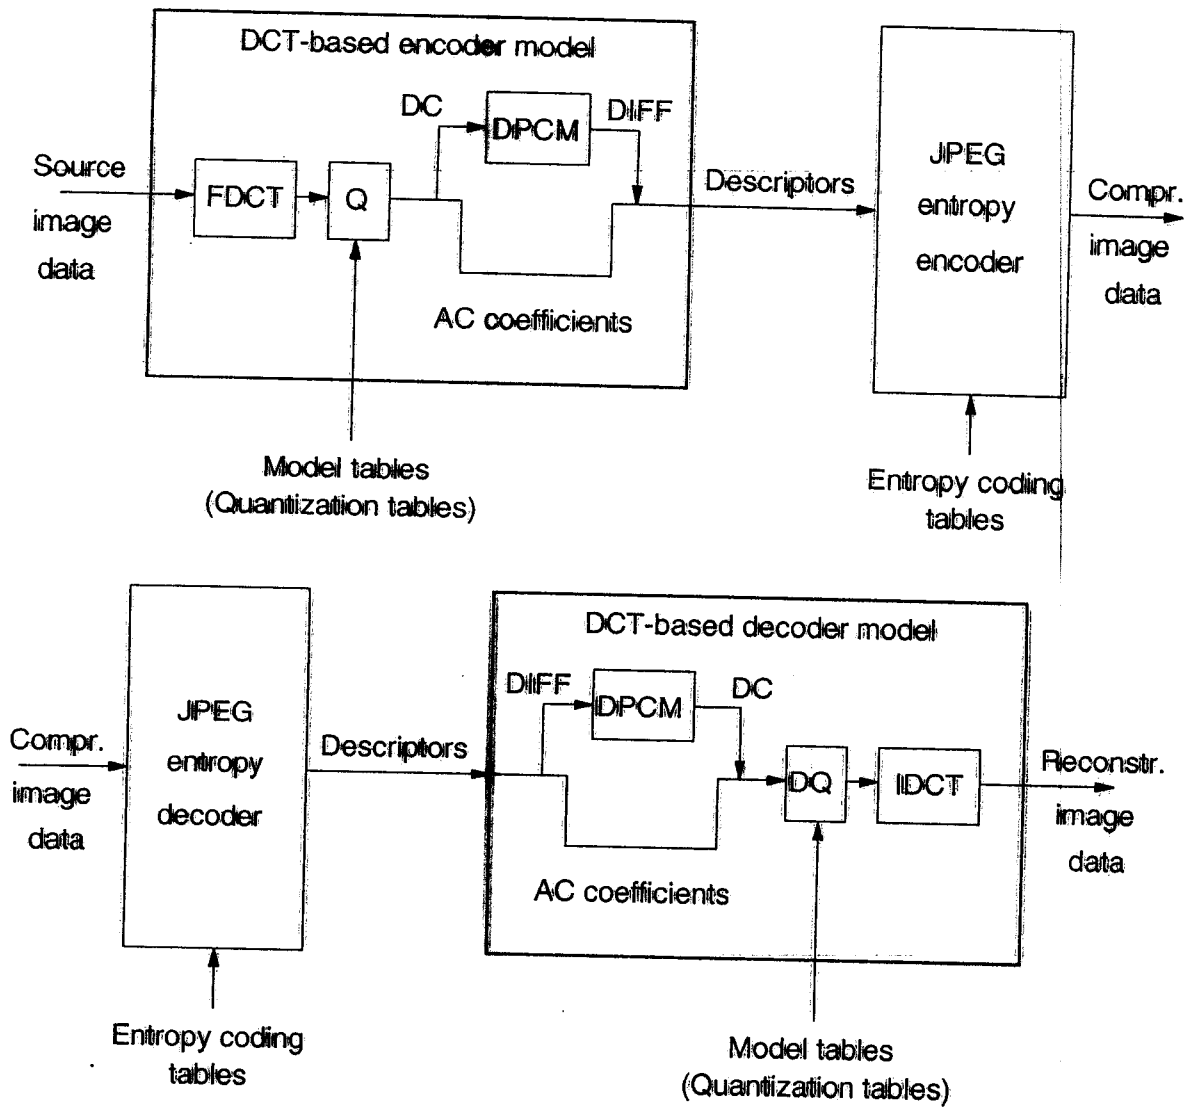 DCT-based encoder model
DC
DPCM
DIFF
Source
image
data
FDCT
Q
AC coefficients
Descriptors
JPEG
entropy
encoder
Compr.
image
data
Model tables
(Quantization tables)
Entropy coding
tables
DCT-based decoder model
DIFF
DPCM
DC
Compr.
image
data
JPEG
entropy
decoder
Descriptors
DQ
IDCT
Reconstr.
image
data
AC coefficients
Entropy coding
tables
Model tables
(Quantization tables)